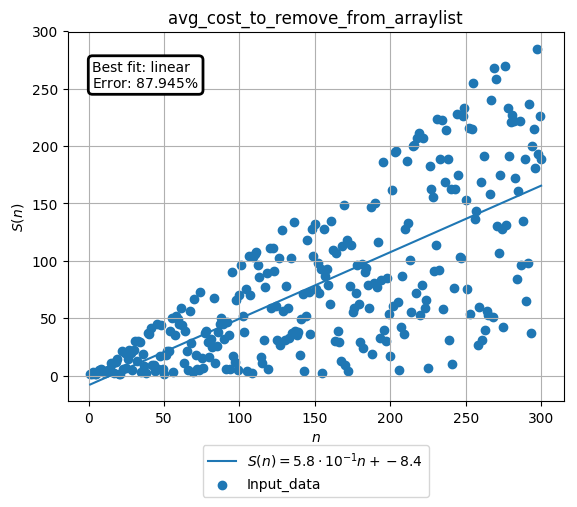 avg_cost_to_remove_from_arraylist
Best fit: linear
Error: 87.945%
300
250
200
150
100
50
0
S(n)
0 50 100 150 200 250 300
n
S(n) = 5.8 · 10⁻¹n + −8.4
Input_data